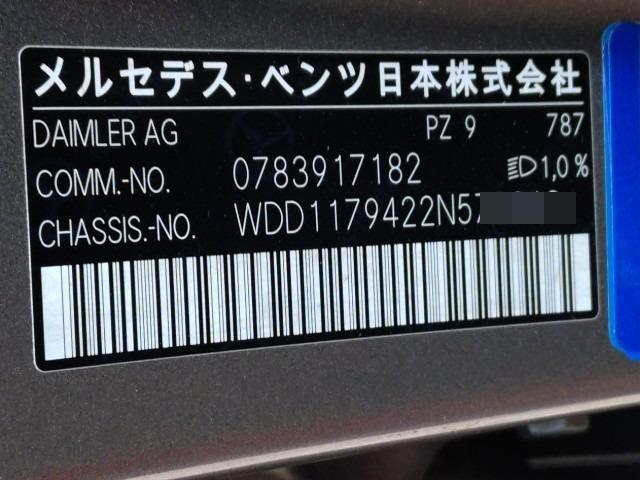 メルセデス・ベンツ日本株式会社
DAIMLER AG PZ 9 787
COMM.-NO. 0783917182 1,0%
CHASSIS.-NO. WDD1179422N57